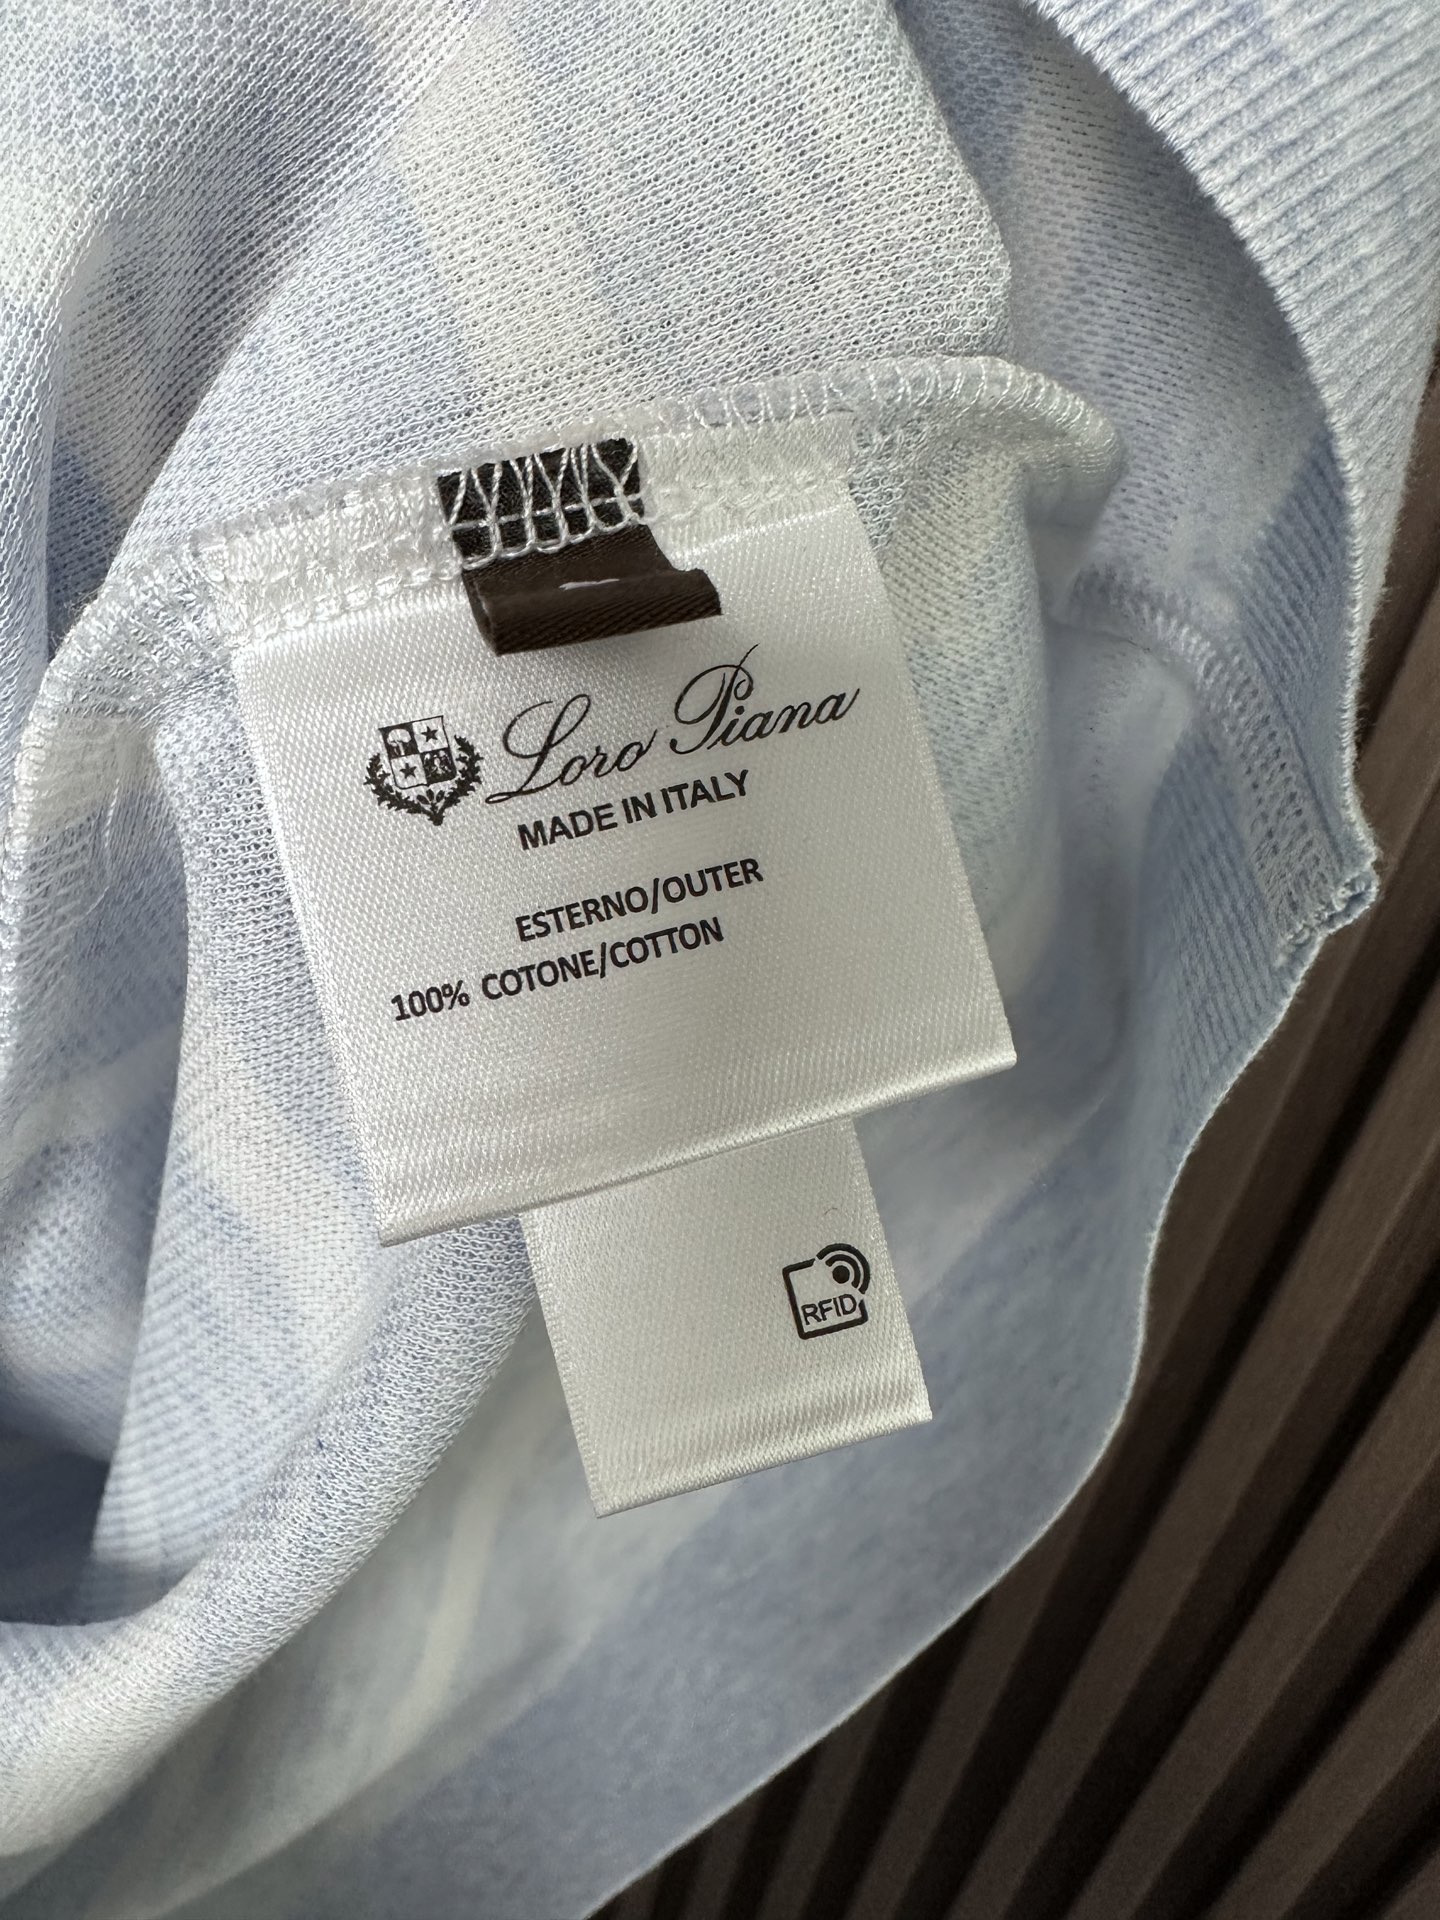 Loro Piana
MADE IN ITALY
ESTERNO/OUTER
100% COTONE/COTTON
RFID